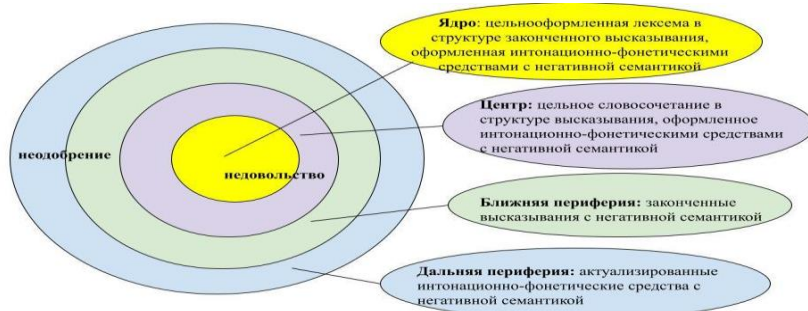 Ядро: цельнооформленная лексема в
структуре законченного высказывания,
оформленная интонационно-фонетическими
средствами с негативной семантикой
Центр: цельное словосочетание в
структуре высказывания, оформленное
интонационно-фонетическими средствами
с негативной семантикой
неодобрение
недовольство
Ближняя периферия: законченные
высказывания с негативной семантикой
Дальняя периферия: актуализированные
интонационно-фонетические средства с
негативной семантикой